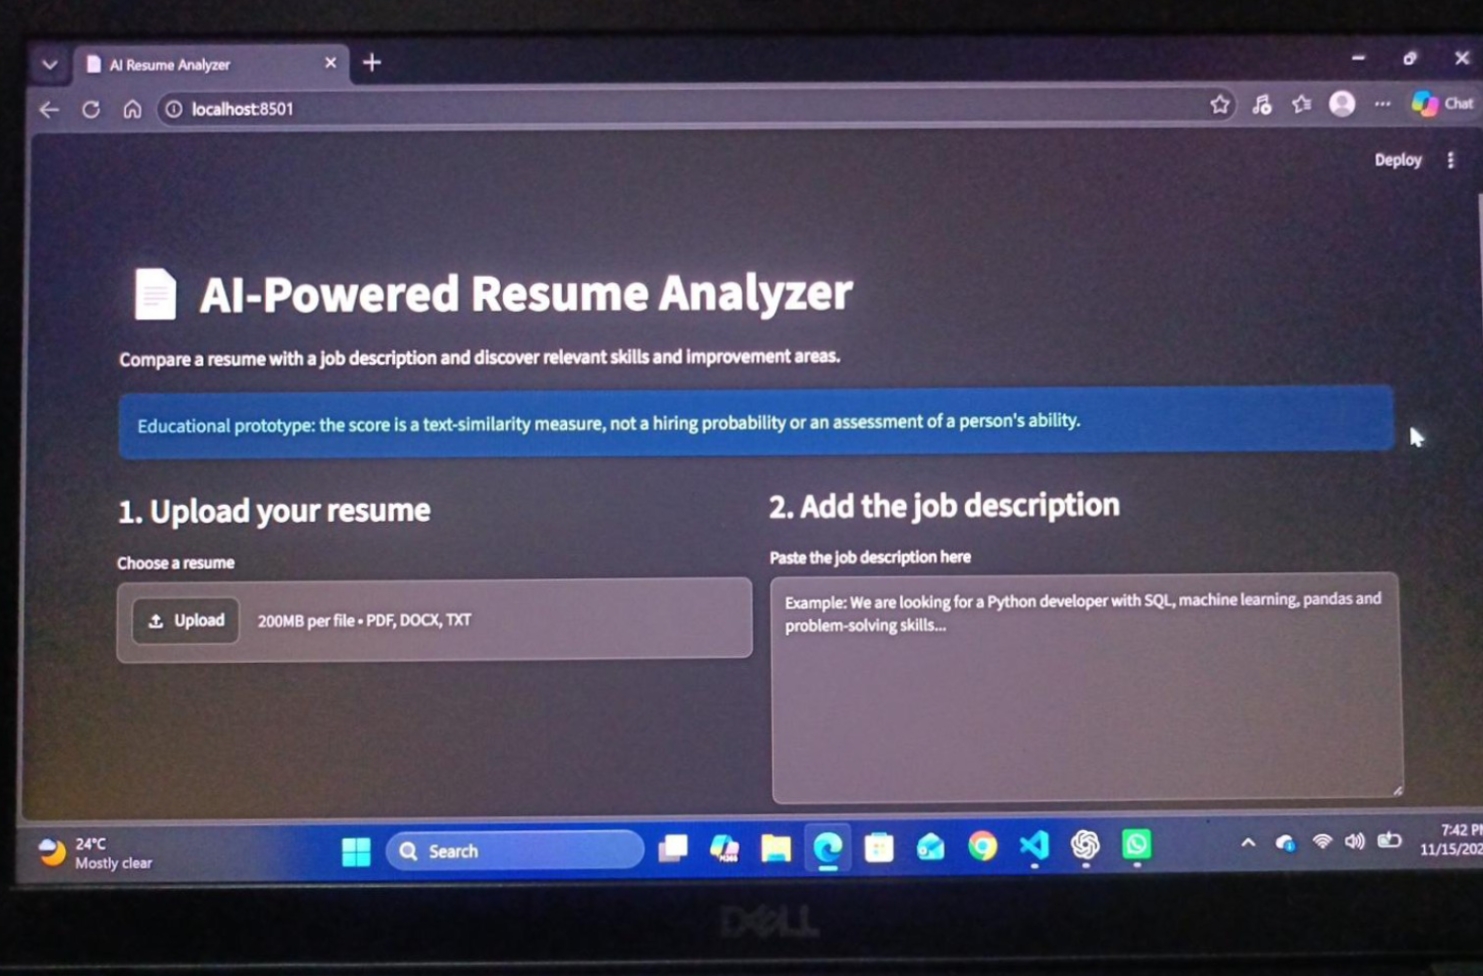 AI Resume Analyzer
localhost:8501
Chat
Deploy
AI-Powered Resume Analyzer
Compare a resume with a job description and discover relevant skills and improvement areas.
Educational prototype: the score is a text-similarity measure, not a hiring probability or an assessment of a person's ability.
1. Upload your resume
Choose a resume
Upload
200MB per file • PDF, DOCX, TXT
2. Add the job description
Paste the job description here
Example: We are looking for a Python developer with SQL, machine learning, pandas and
problem-solving skills...
24°C
Mostly clear
Search
7:42
DELL